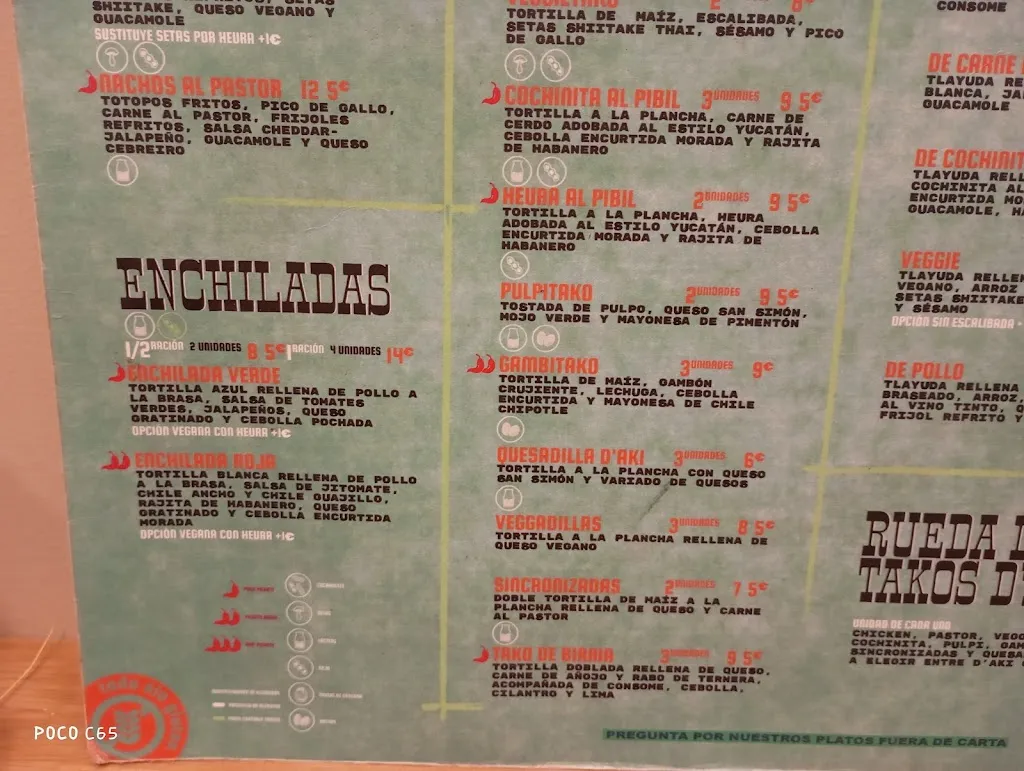 SHIITAKE, QUESO VEGANO Y
GUACAMOLE
SUSTITUYE SETAS POR HEURA +1€
NACHOS AL PASTOR 12 5€
TOTOPOS FRITOS, PICO DE GALLO,
CARNE AL PASTOR, FRIJOLES
REFRITOS, SALSA CHEDDAR-
JALAPEÑO, GUACAMOLE Y QUESO
CEBREIRO
ENCHILADAS
1/2 RACIÓN 2 UNIDADES 8 5€ 1 RACIÓN 4 UNIDADES 14€
ENCHILADA VERDE
TORTILLA AZUL RELLENA DE POLLO A
LA BRASA, SALSA DE TOMATES
VERDES, JALAPEÑOS, QUESO
GRATINADO Y CEBOLLA POCHADA
OPCIÓN VEGANA CON HEURA +1€
ENCHILADA ROJA
TORTILLA BLANCA RELLENA DE POLLO
A LA BRASA, SALSA DE JITOMATE,
CHILE ANCHO Y CHILE GUAJILLO,
RAJITA DE HABANERO, QUESO
GRATINADO Y CEBOLLA ENCURTIDA
MORADA
OPCIÓN VEGANA CON HEURA +1€
TORTILLA DE MAÍZ, ESCALIBADA,
SETAS SHIITAKE THAI, SÉSAMO Y PICO
DE GALLO
COCHINITA AL PIBIL 3 UNIDADES 9 5€
TORTILLA A LA PLANCHA, CARNE DE
CERDO ADOBADA AL ESTILO YUCATÁN,
CEBOLLA ENCURTIDA MORADA Y RAJITA
DE HABANERO
HEURA AL PIBIL 2 UNIDADES 9 5€
TORTILLA A LA PLANCHA, HEURA
ADOBADA AL ESTILO YUCATÁN, CEBOLLA
ENCURTIDA MORADA Y RAJITA DE
HABANERO
PULPITAKO 2 UNIDADES 9 5€
TOSTADA DE PULPO, QUESO SAN SIMÓN,
MOJO VERDE Y MAYONESA DE PIMENTÓN
GAMBITAKO 3 UNIDADES 9€
TORTILLA DE MAÍZ, GAMBÓN
CRUJIENTE, LECHUGA, CEBOLLA
ENCURTIDA Y MAYONESA DE CHILE
CHIPOTLE
QUESADILLA D'AKI 3 UNIDADES 6€
TORTILLA A LA PLANCHA CON QUESO
SAN SIMÓN Y VARIADO DE QUESOS
VEGGADILLAS 3 UNIDADES 8 5€
TORTILLA A LA PLANCHA RELLENA DE
QUESO VEGANO
SINCRONIZADAS 2 UNIDADES 7 5€
DOBLE TORTILLA DE MAÍZ A LA
PLANCHA RELLENA DE QUESO Y CARNE
AL PASTOR
TAKO DE BIRRIA 3 UNIDADES 9 5€
TORTILLA DOBLADA RELLENA DE QUESO,
CARNE DE AÑOJO Y RABO DE TERNERA,
ACOMPAÑADA DE CONSOME, CEBOLLA,
CILANTRO Y LIMA
CONSOME
DE CARNE
TLAYUDA
BLANCA,
GUACAMOLE
DE COCHINIT
TLAYUDA RELL
COCHINITA
ENCURTIDA
GUACAMOLE,
VEGGIE
TLAYUDA RELLEN
VEGANO, ARROZ
SETAS SHIITAKE
Y SÉSAMO
OPCIÓN SIN ESCALIBADA
DE POLLO
TLAYUDA RELLENA
BRASEADO, ARROZ,
AL VINO TINTO,
FRIJOL REFRITO Y
RUEDA
TAKOS D'
UNIDAD DE CADA UNO
CHICKEN, PASTOR,
COCHINITA, PULPI,
SINCRONIZADAS Y
A ELEGIR ENTRE D'AKI
PREGUNTA POR NUESTROS PLATOS FUERA DE CARTA
POCO C65